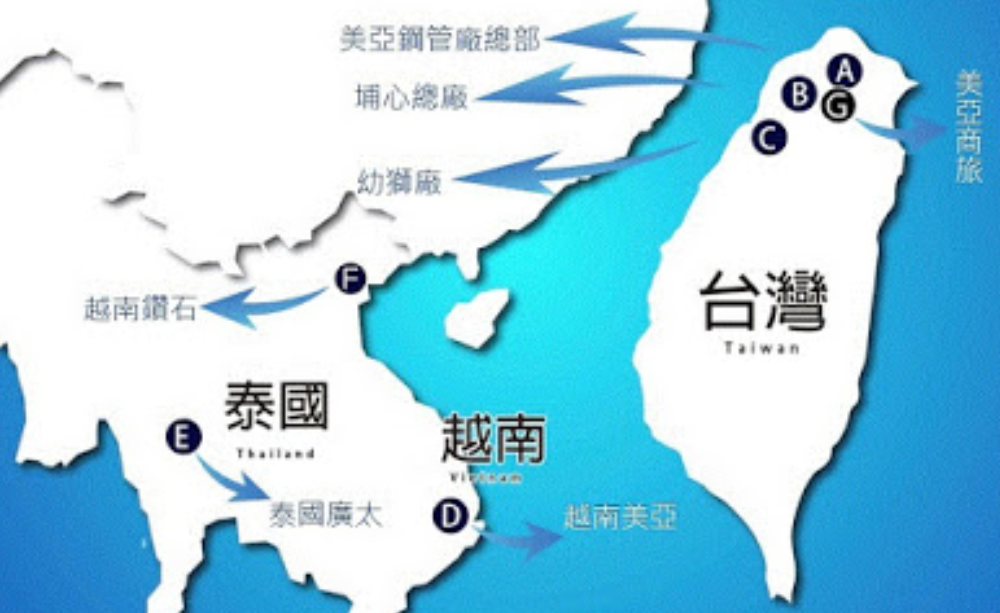 美亞鋼管廠總部
埔心總廠
幼獅廠
A
B
G
C
美亞商旅
F
越南鑽石
台灣
Taiwan
泰國
Thailand
E
泰國廣太
越南
Vietnam
D
越南美亞